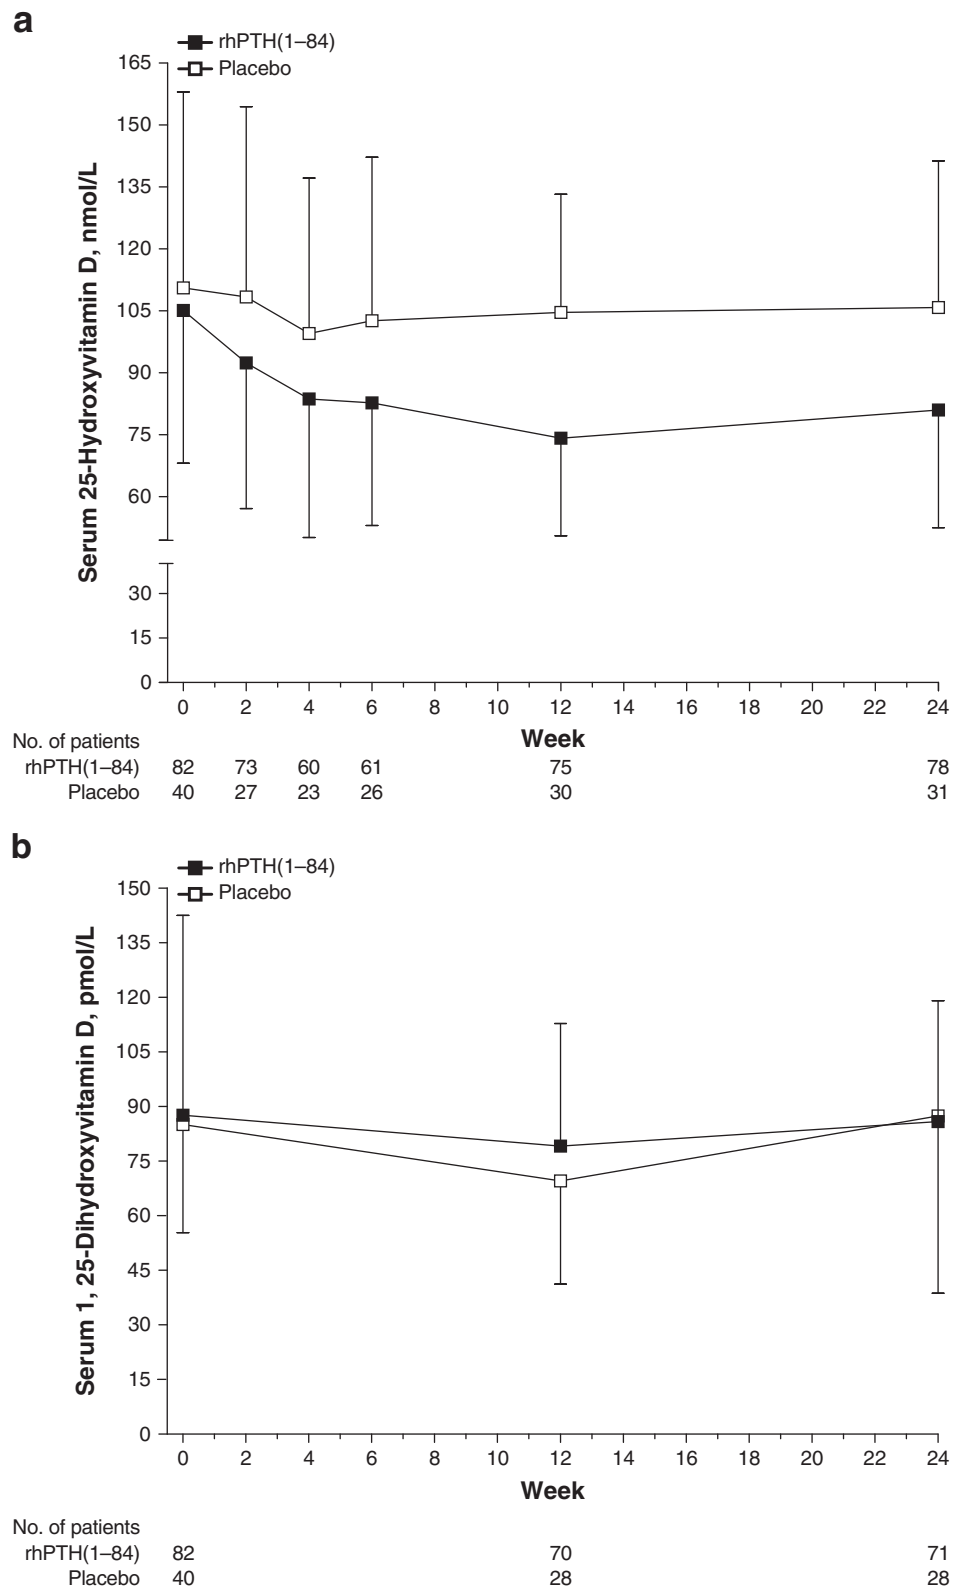 a
rhPTH(1–84)
Placebo
Serum 25-Hydroxyvitamin D, nmol/L
165
150
135
120
105
90
75
60
30
15
0
0 2 4 6 8 10 12 14 16 18 20 22 24
Week
No. of patients
rhPTH(1–84) 82 73 60 61 75 78
Placebo 40 27 23 26 30 31
b
rhPTH(1–84)
Placebo
Serum 1, 25-Dihydroxyvitamin D, pmol/L
150
135
120
105
90
75
60
45
30
15
0
0 2 4 6 8 10 12 14 16 18 20 22 24
Week
No. of patients
rhPTH(1–84) 82 70 71
Placebo 40 28 28